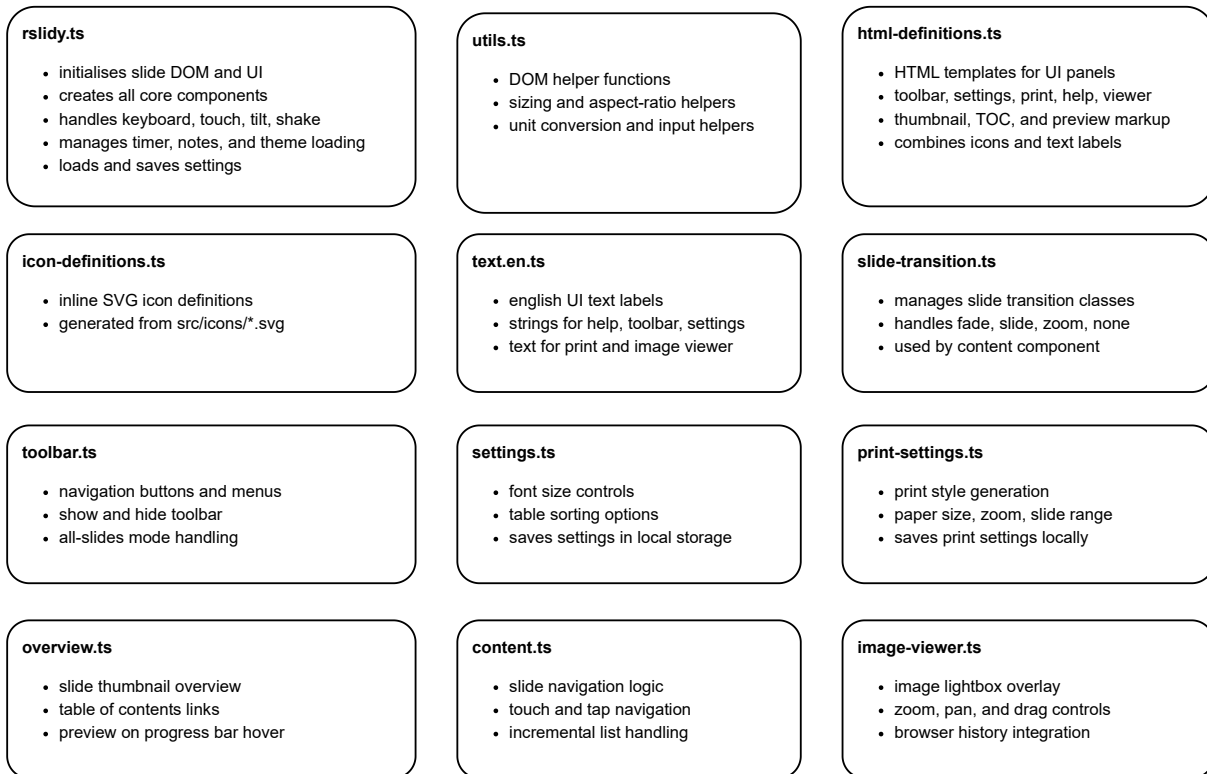 rslidy.ts
• initialises slide DOM and UI
• creates all core components
• handles keyboard, touch, tilt, shake
• manages timer, notes, and theme loading
• loads and saves settings
utils.ts
• DOM helper functions
• sizing and aspect-ratio helpers
• unit conversion and input helpers
html-definitions.ts
• HTML templates for UI panels
• toolbar, settings, print, help, viewer
• thumbnail, TOC, and preview markup
• combines icons and text labels
icon-definitions.ts
• inline SVG icon definitions
• generated from src/icons/*.svg
text.en.ts
• english UI text labels
• strings for help, toolbar, settings
• text for print and image viewer
slide-transition.ts
• manages slide transition classes
• handles fade, slide, zoom, none
• used by content component
toolbar.ts
• navigation buttons and menus
• show and hide toolbar
• all-slides mode handling
settings.ts
• font size controls
• table sorting options
• saves settings in local storage
print-settings.ts
• print style generation
• paper size, zoom, slide range
• saves print settings locally
overview.ts
• slide thumbnail overview
• table of contents links
• preview on progress bar hover
content.ts
• slide navigation logic
• touch and tap navigation
• incremental list handling
image-viewer.ts
• image lightbox overlay
• zoom, pan, and drag controls
• browser history integration